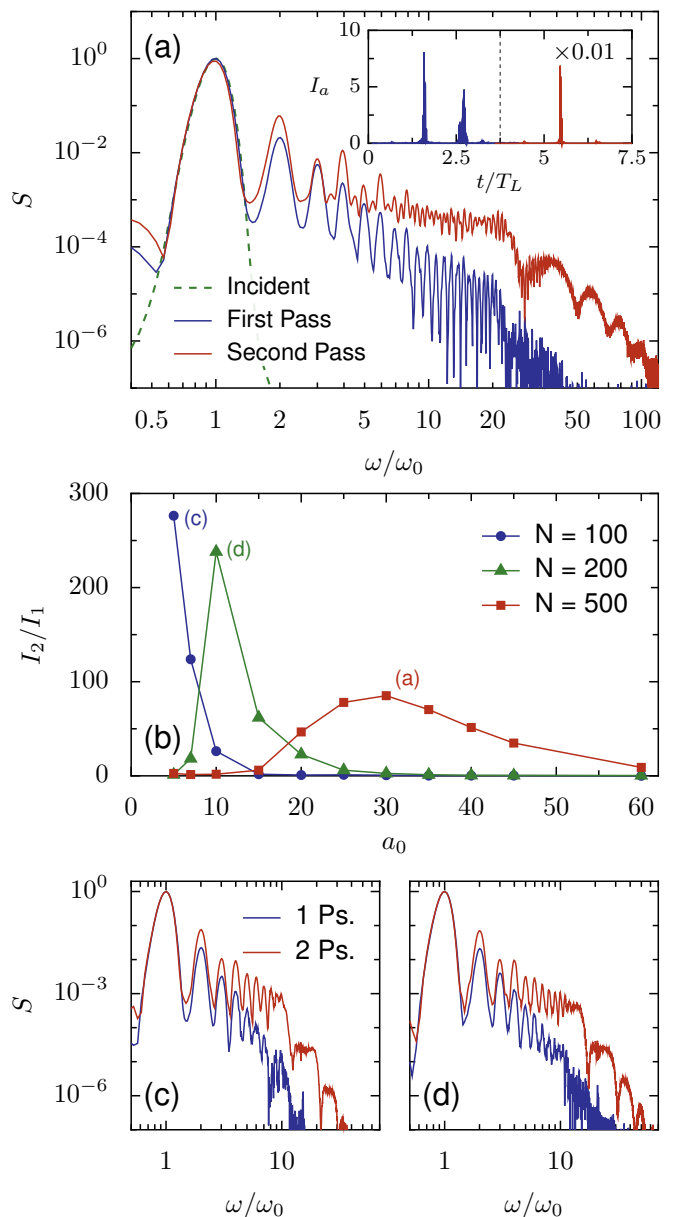 (a)
10
×0.01
I_a
5
0
0 2.5 5 7.5
t/T_L
10^0
10^-2
10^-4
10^-6
S
Incident
First Pass
Second Pass
0.5 1 2 5 10 20 50 100
ω/ω_0
300
200
100
0
I_2/I_1
(c)
(d)
(a)
N = 100
N = 200
N = 500
(b)
0 10 20 30 40 50 60
a_0
10^0
10^-3
10^-6
S
1 Ps.
2 Ps.
(c)
(d)
1 10
1 10
ω/ω_0
ω/ω_0